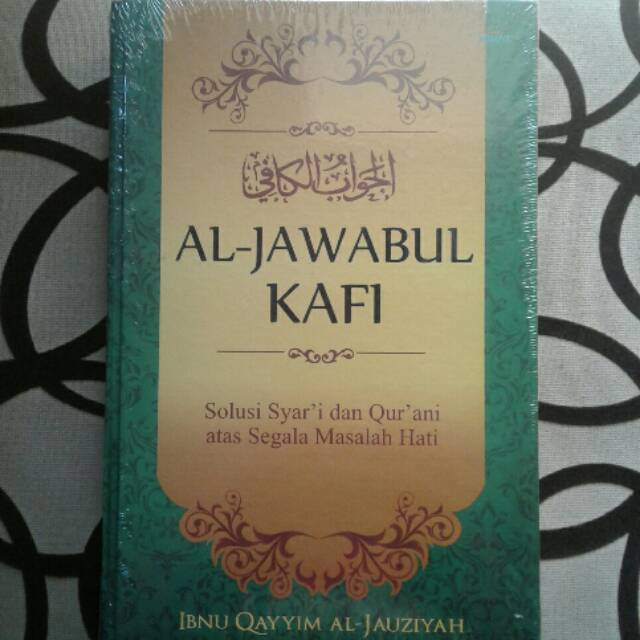 الجواب الكافي
AL-JAWABUL
KAFI
Solusi Syar'i dan Qur'ani
atas Segala Masalah Hati
IBNU QAYYIM AL-JAUZIYAH